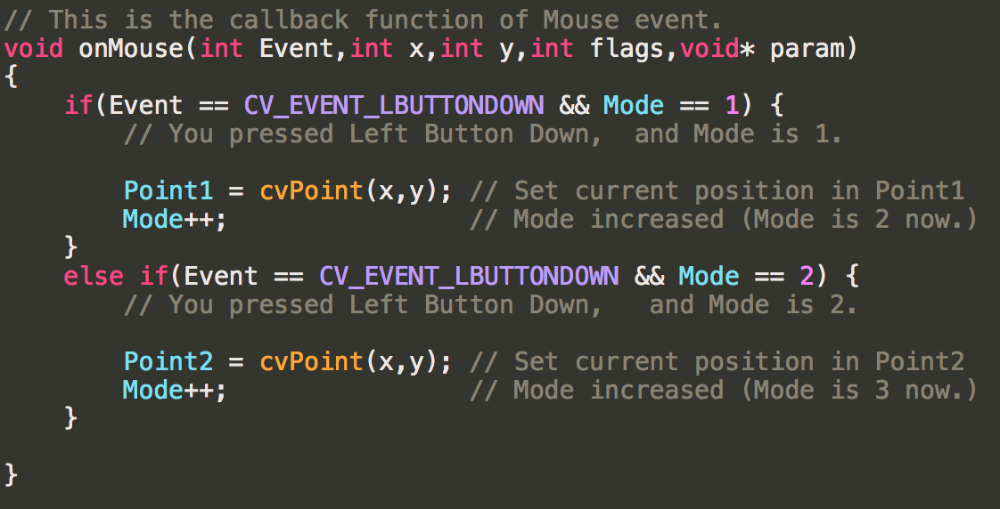 // This is the callback function of Mouse event.
void onMouse(int Event,int x,int y,int flags,void* param)
{
    if(Event == CV_EVENT_LBUTTONDOWN && Mode == 1) {
        // You pressed Left Button Down,  and Mode is 1.

        Point1 = cvPoint(x,y); // Set current position in Point1
        Mode++;                // Mode increased (Mode is 2 now.)
    }
    else if(Event == CV_EVENT_LBUTTONDOWN && Mode == 2) {
        // You pressed Left Button Down,   and Mode is 2.

        Point2 = cvPoint(x,y); // Set current position in Point2
        Mode++;                // Mode increased (Mode is 3 now.)
    }

}